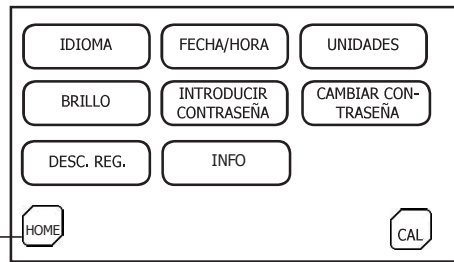 IDIOMA
FECHA/HORA
UNIDADES
BRILLO
INTRODUCIR
CONTRASEÑA
CAMBIAR CON-
TRASEÑA
DESC. REG.
INFO
HOME
CAL